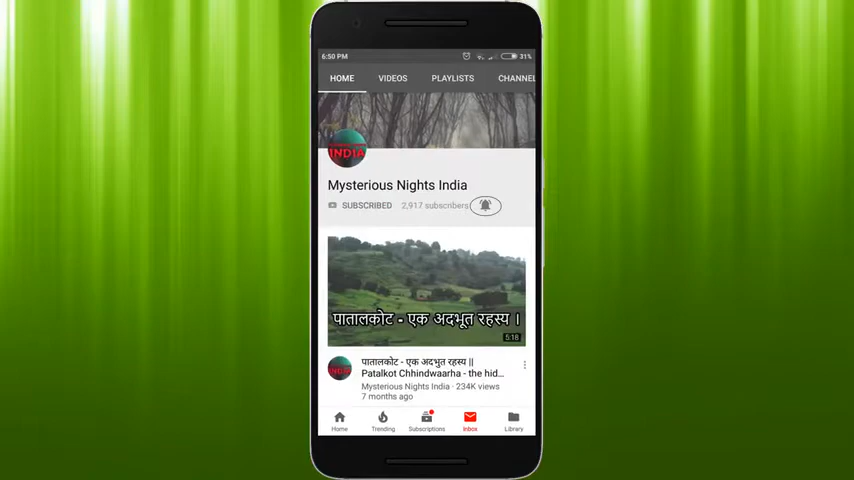 6:50 PM
31%
HOME VIDEOS PLAYLISTS CHANNEL
INDIA
Mysterious Nights India
SUBSCRIBED 2,917 subscribers
पातालकोट - एक अदभूत रहस्य ।
5:18
पातालकोट - एक अदभुत रहस्य ||
Patalkot Chhindwaarha - the hid...
Mysterious Nights India · 234K views
7 months ago
Home Trending Subscriptions Inbox Library